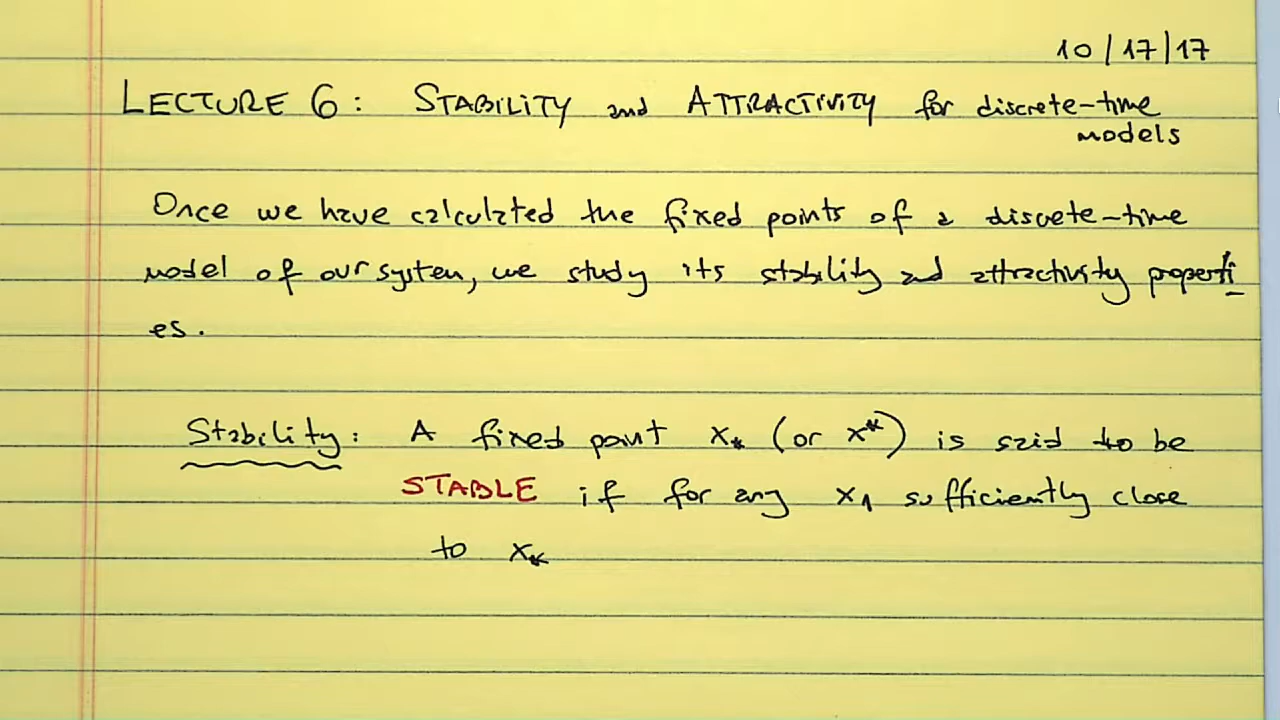 10/17/17
LECTURE 6: STABILITY and ATTRACTIVITY for discrete-time
models
Once we have calculated the fixed points of a discete-time
model of our system, we study its stability and attractivity properti
es.
Stability: A fixed point x* (or x*) is said to be
STABLE if for any x1 sufficiently close
to x*